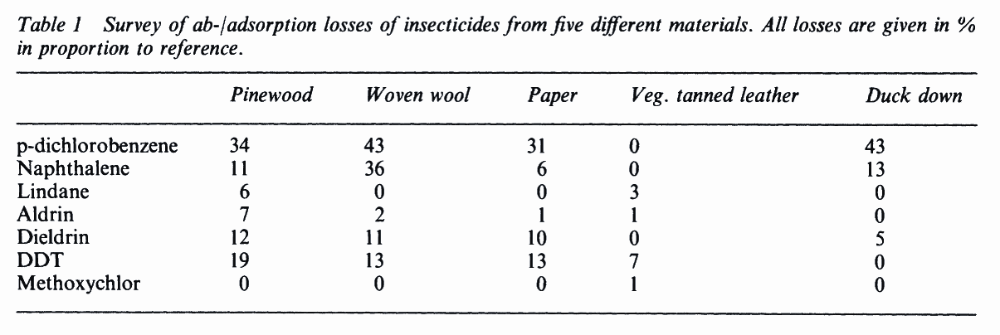 Table 1 Survey of ab-/adsorption losses of insecticides from five different materials. All losses are given in %
in proportion to reference.
Pinewood Woven wool Paper Veg. tanned leather Duck down
p-dichlorobenzene 34 43 31 0 43
Naphthalene 11 36 6 0 13
Lindane 6 0 0 3 0
Aldrin 7 2 1 1 0
Dieldrin 12 11 10 0 5
DDT 19 13 13 7 0
Methoxychlor 0 0 0 1 0